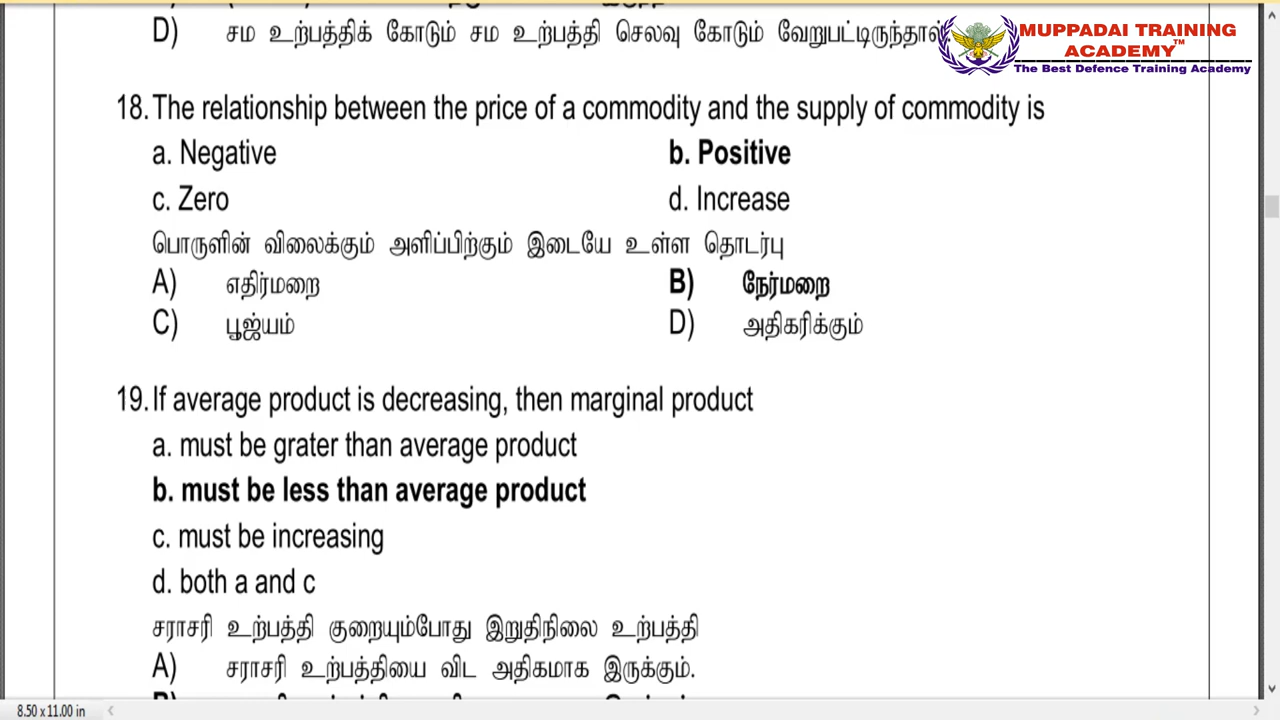 D) சம உற்பத்திக் கோடும் சம உற்பத்தி செலவு கோடும் வேறுபட்டிருந்தால்
MUPPADAI TRAINING
ACADEMY™
The Best Defence Training Academy
18. The relationship between the price of a commodity and the supply of commodity is
a. Negative b. Positive
c. Zero d. Increase
பொருளின் விலைக்கும் அளிப்பிற்கும் இடையே உள்ள தொடர்பு
A) எதிர்மறை B) நேர்மறை
C) பூஜ்யம் D) அதிகரிக்கும்
19. If average product is decreasing, then marginal product
a. must be grater than average product
b. must be less than average product
c. must be increasing
d. both a and c
சராசரி உற்பத்தி குறையும்போது இறுதிநிலை உற்பத்தி
A) சராசரி உற்பத்தியை விட அதிகமாக இருக்கும்.
8.50 x 11.00 in